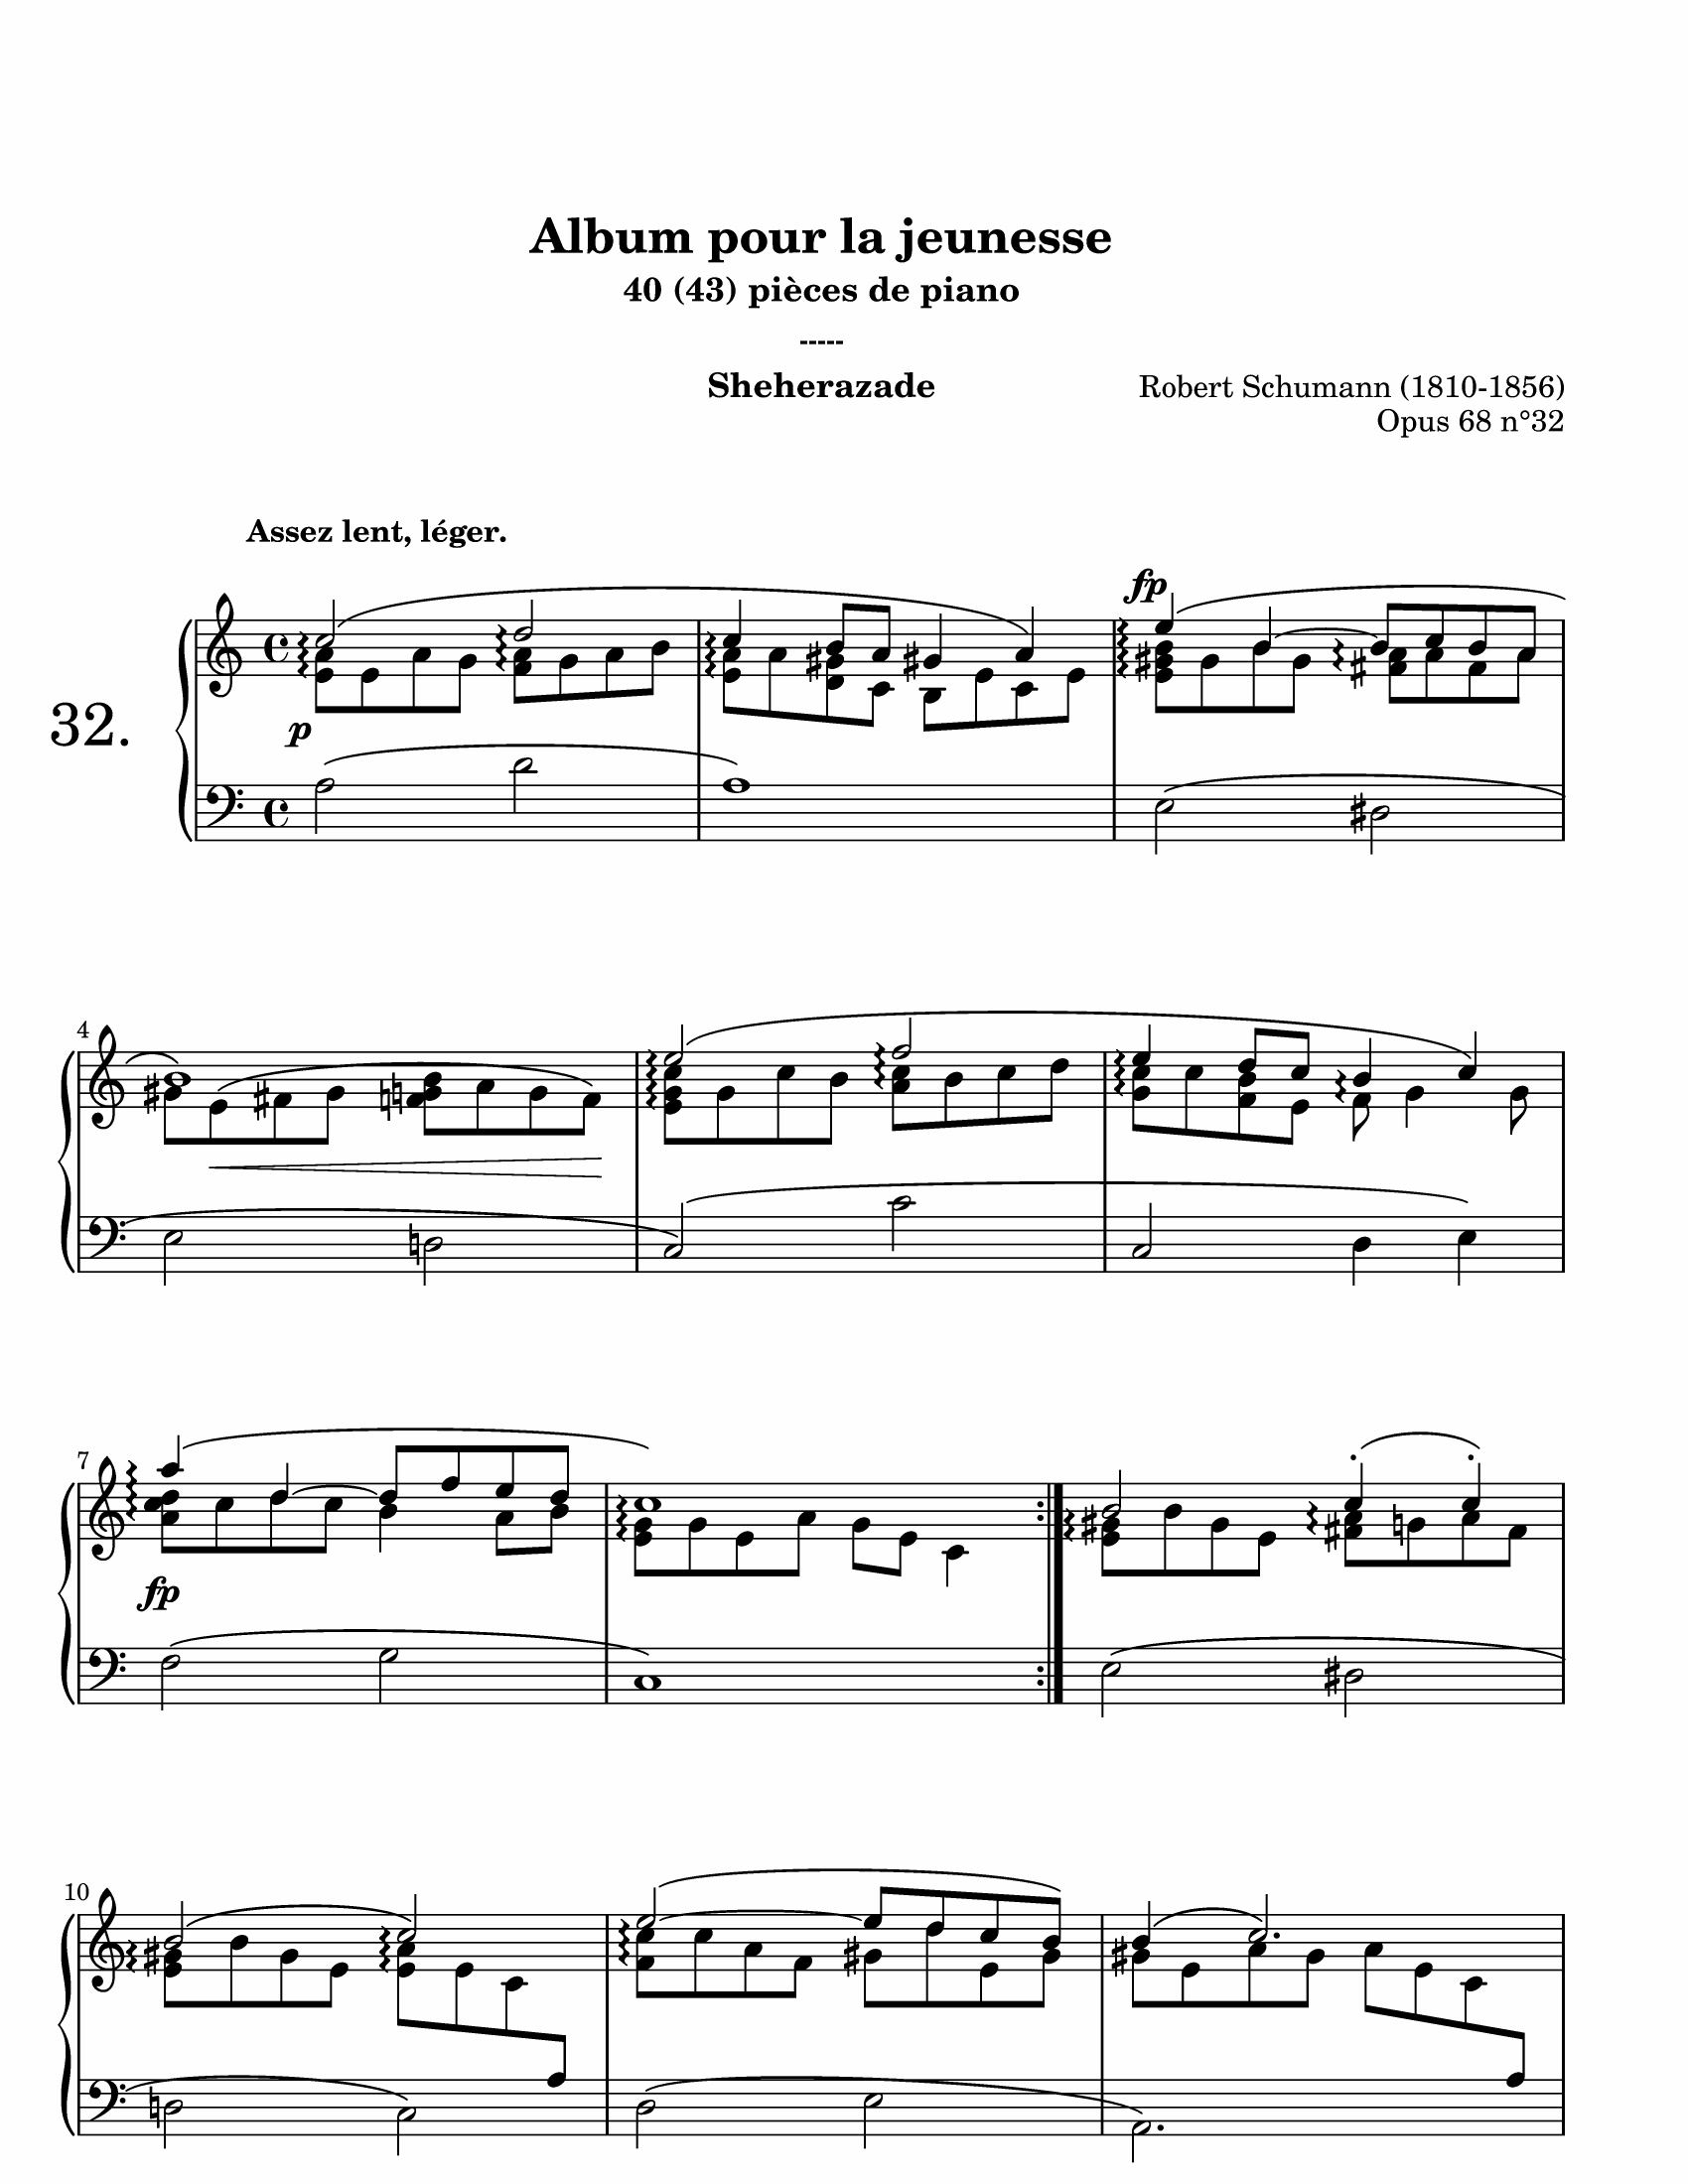 Album pour la jeunesse
40 (43) pièces de piano
-----
Sheherazade
Robert Schumann (1810-1856)
Opus 68 n°32
Assez lent, léger.
fp
32.
p
4
7
fp
10